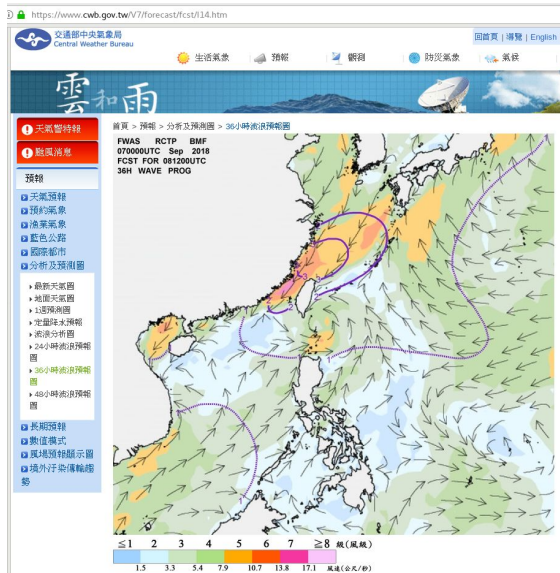 https://www.cwb.gov.tw/V7/forecast/fcst/I14.htm
交通部中央氣象局
Central Weather Bureau
回首頁 | 導覽 | English
生活氣象
預報
觀測
防災氣象
氣候
雲和雨
天氣警特報
颱風消息
預報
天氣預報
預約氣象
漁業氣象
藍色公路
國際都市
分析及預測圖
最新天氣圖
地面天氣圖
1週預測圖
定量降水預報
波浪分析圖
24小時波浪預報
圖
36小時波浪預報
圖
48小時波浪預報
圖
長期預報
數值模式
風場預報顯示圖
境外汙染傳輸趨
勢
首頁 > 預報 > 分析及預測圖 > 36小時波浪預報圖
FWAS RCTP BMF
070000UTC Sep 2018
FCST FOR 081200UTC
36H WAVE PROG
≦1 2 3 4 5 6 7 ≧8 級(風級)
1.5 3.3 5.4 7.9 10.7 13.8 17.1 風速(公尺/秒)